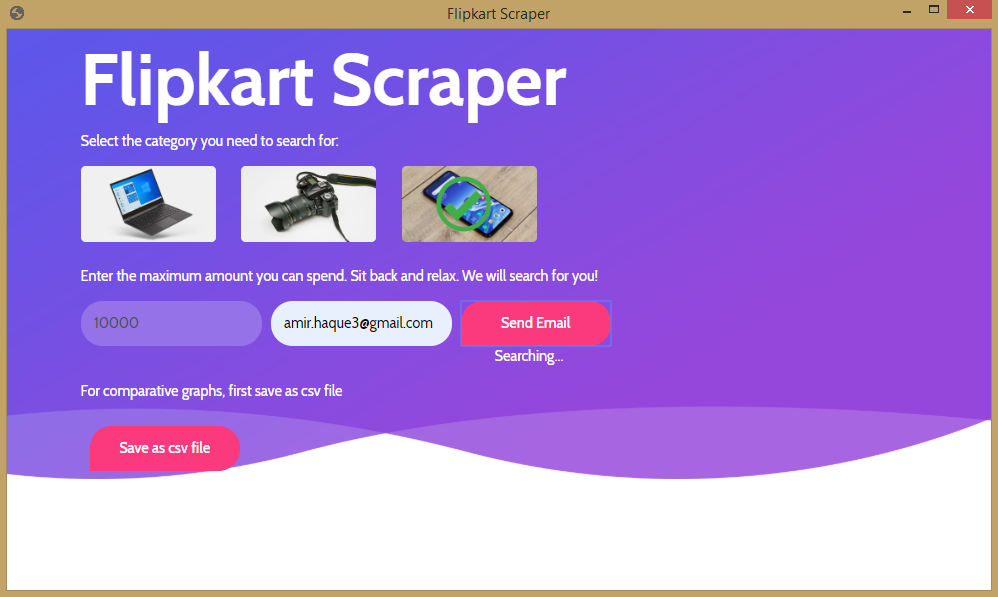 Flipkart Scraper
Flipkart Scraper
Select the category you need to search for:
Enter the maximum amount you can spend. Sit back and relax. We will search for you!
10000
amir.haque3@gmail.com
Send Email
Searching...
For comparative graphs, first save as csv file
Save as csv file